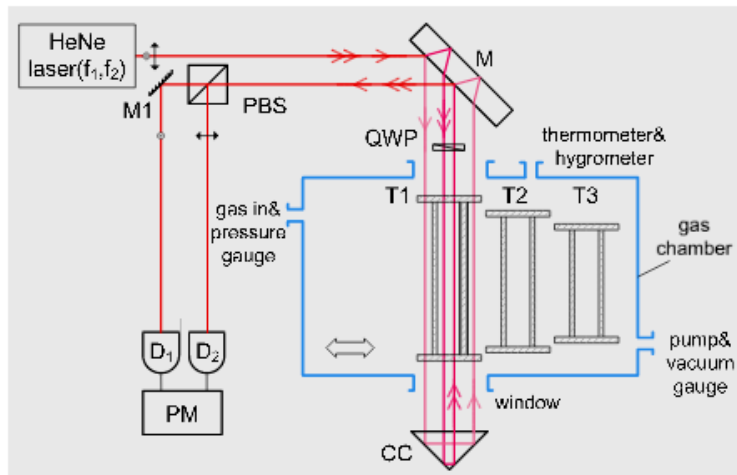 HeNe
laser(f₁,f₂)
M
M1
PBS
QWP
thermometer&
hygrometer
T1
T2
T3
gas in&
pressure
gauge
gas
chamber
D₁
D₂
pump&
vacuum
gauge
PM
window
CC